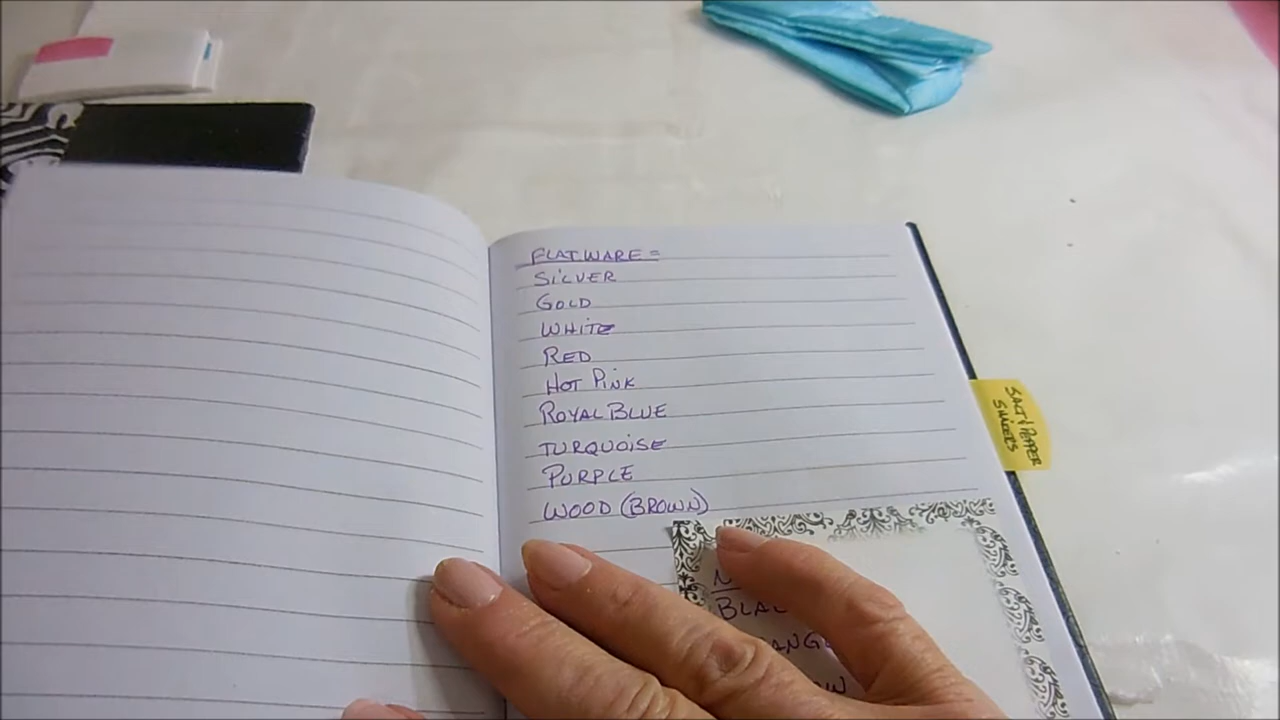 FLATWARE =
SILVER
GOLD
WHITE
RED
HOT PINK
ROYAL BLUE
TURQUOISE
PURPLE
WOOD (BROWN)
SALT & PEPPER
SHAKERS